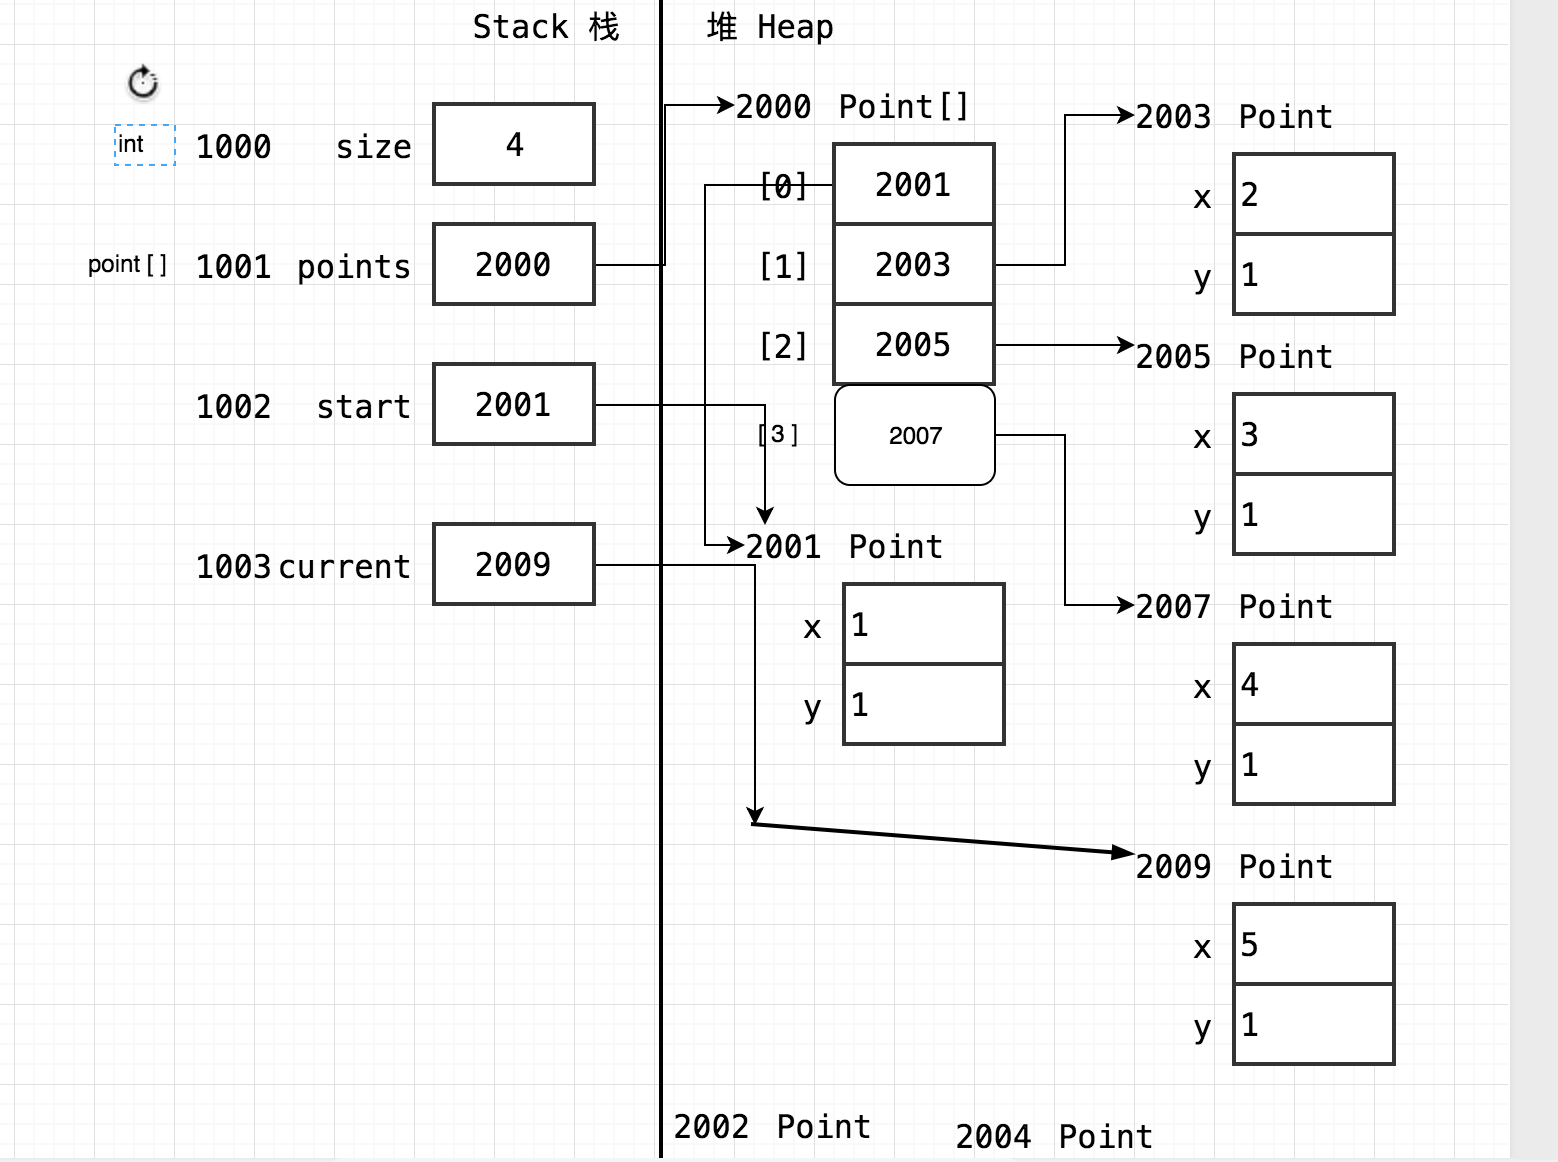 Stack 栈
堆 Heap
int 1000 size 4
point[] 1001 points 2000
1002 start 2001
1003 current 2009
2000 Point[]
[0] 2001
[1] 2003
[2] 2005
[3] 2007
2001 Point
x 1
y 1
2003 Point
x 2
y 1
2005 Point
x 3
y 1
2007 Point
x 4
y 1
2009 Point
x 5
y 1
2002 Point
2004 Point